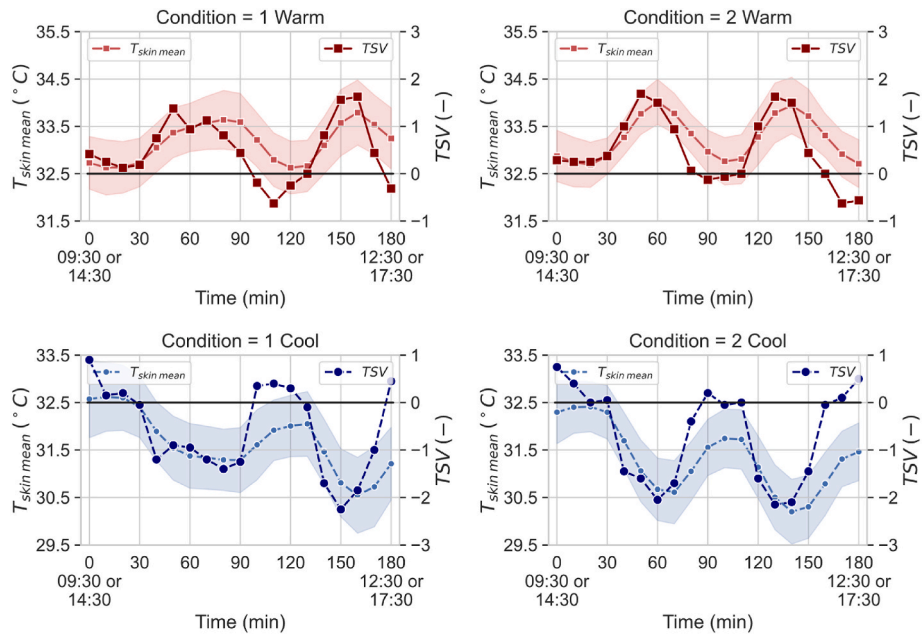 Condition = 1 Warm
35.5
34.5
33.5
32.5
31.5
T skin mean (°C)
T skin mean
TSV
3
2
1
0
−1
TSV (−)
0 30 60 90 120 150 180
09:30 or 12:30 or
14:30 17:30
Time (min)
Condition = 2 Warm
35.5
34.5
33.5
32.5
31.5
T skin mean (°C)
T skin mean
TSV
3
2
1
0
−1
TSV (−)
0 30 60 90 120 150 180
09:30 or 12:30 or
14:30 17:30
Time (min)
Condition = 1 Cool
33.5
32.5
31.5
30.5
29.5
T skin mean (°C)
T skin mean
TSV
1
0
−1
−2
−3
TSV (−)
0 30 60 90 120 150 180
09:30 or 12:30 or
14:30 17:30
Time (min)
Condition = 2 Cool
33.5
32.5
31.5
30.5
29.5
T skin mean (°C)
T skin mean
TSV
1
0
−1
−2
−3
TSV (−)
0 30 60 90 120 150 180
09:30 or 12:30 or
14:30 17:30
Time (min)